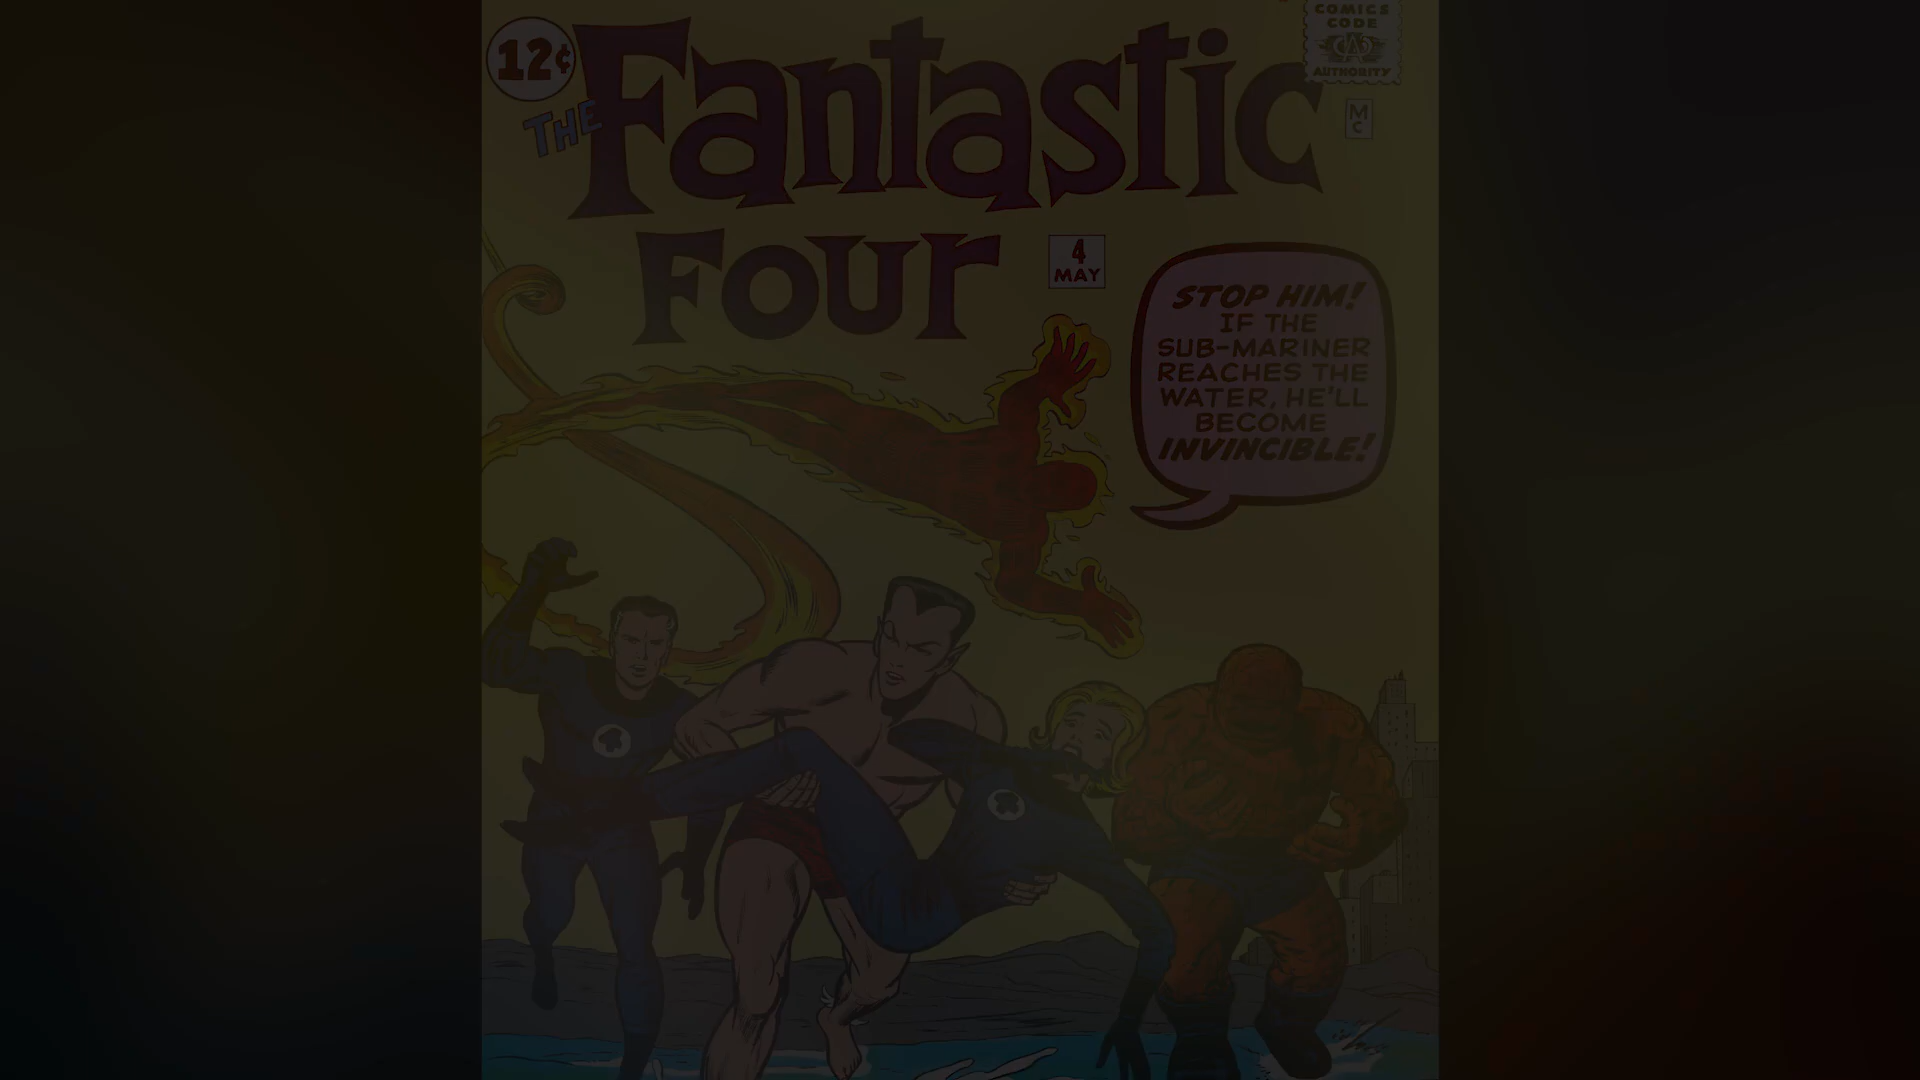 12¢
COMICS
CODE
CA
AUTHORITY
THE
Fantastic
Four
M
C
4
MAY
STOP HIM!
IF THE
SUB-MARINER
REACHES THE
WATER, HE'LL
BECOME
INVINCIBLE!